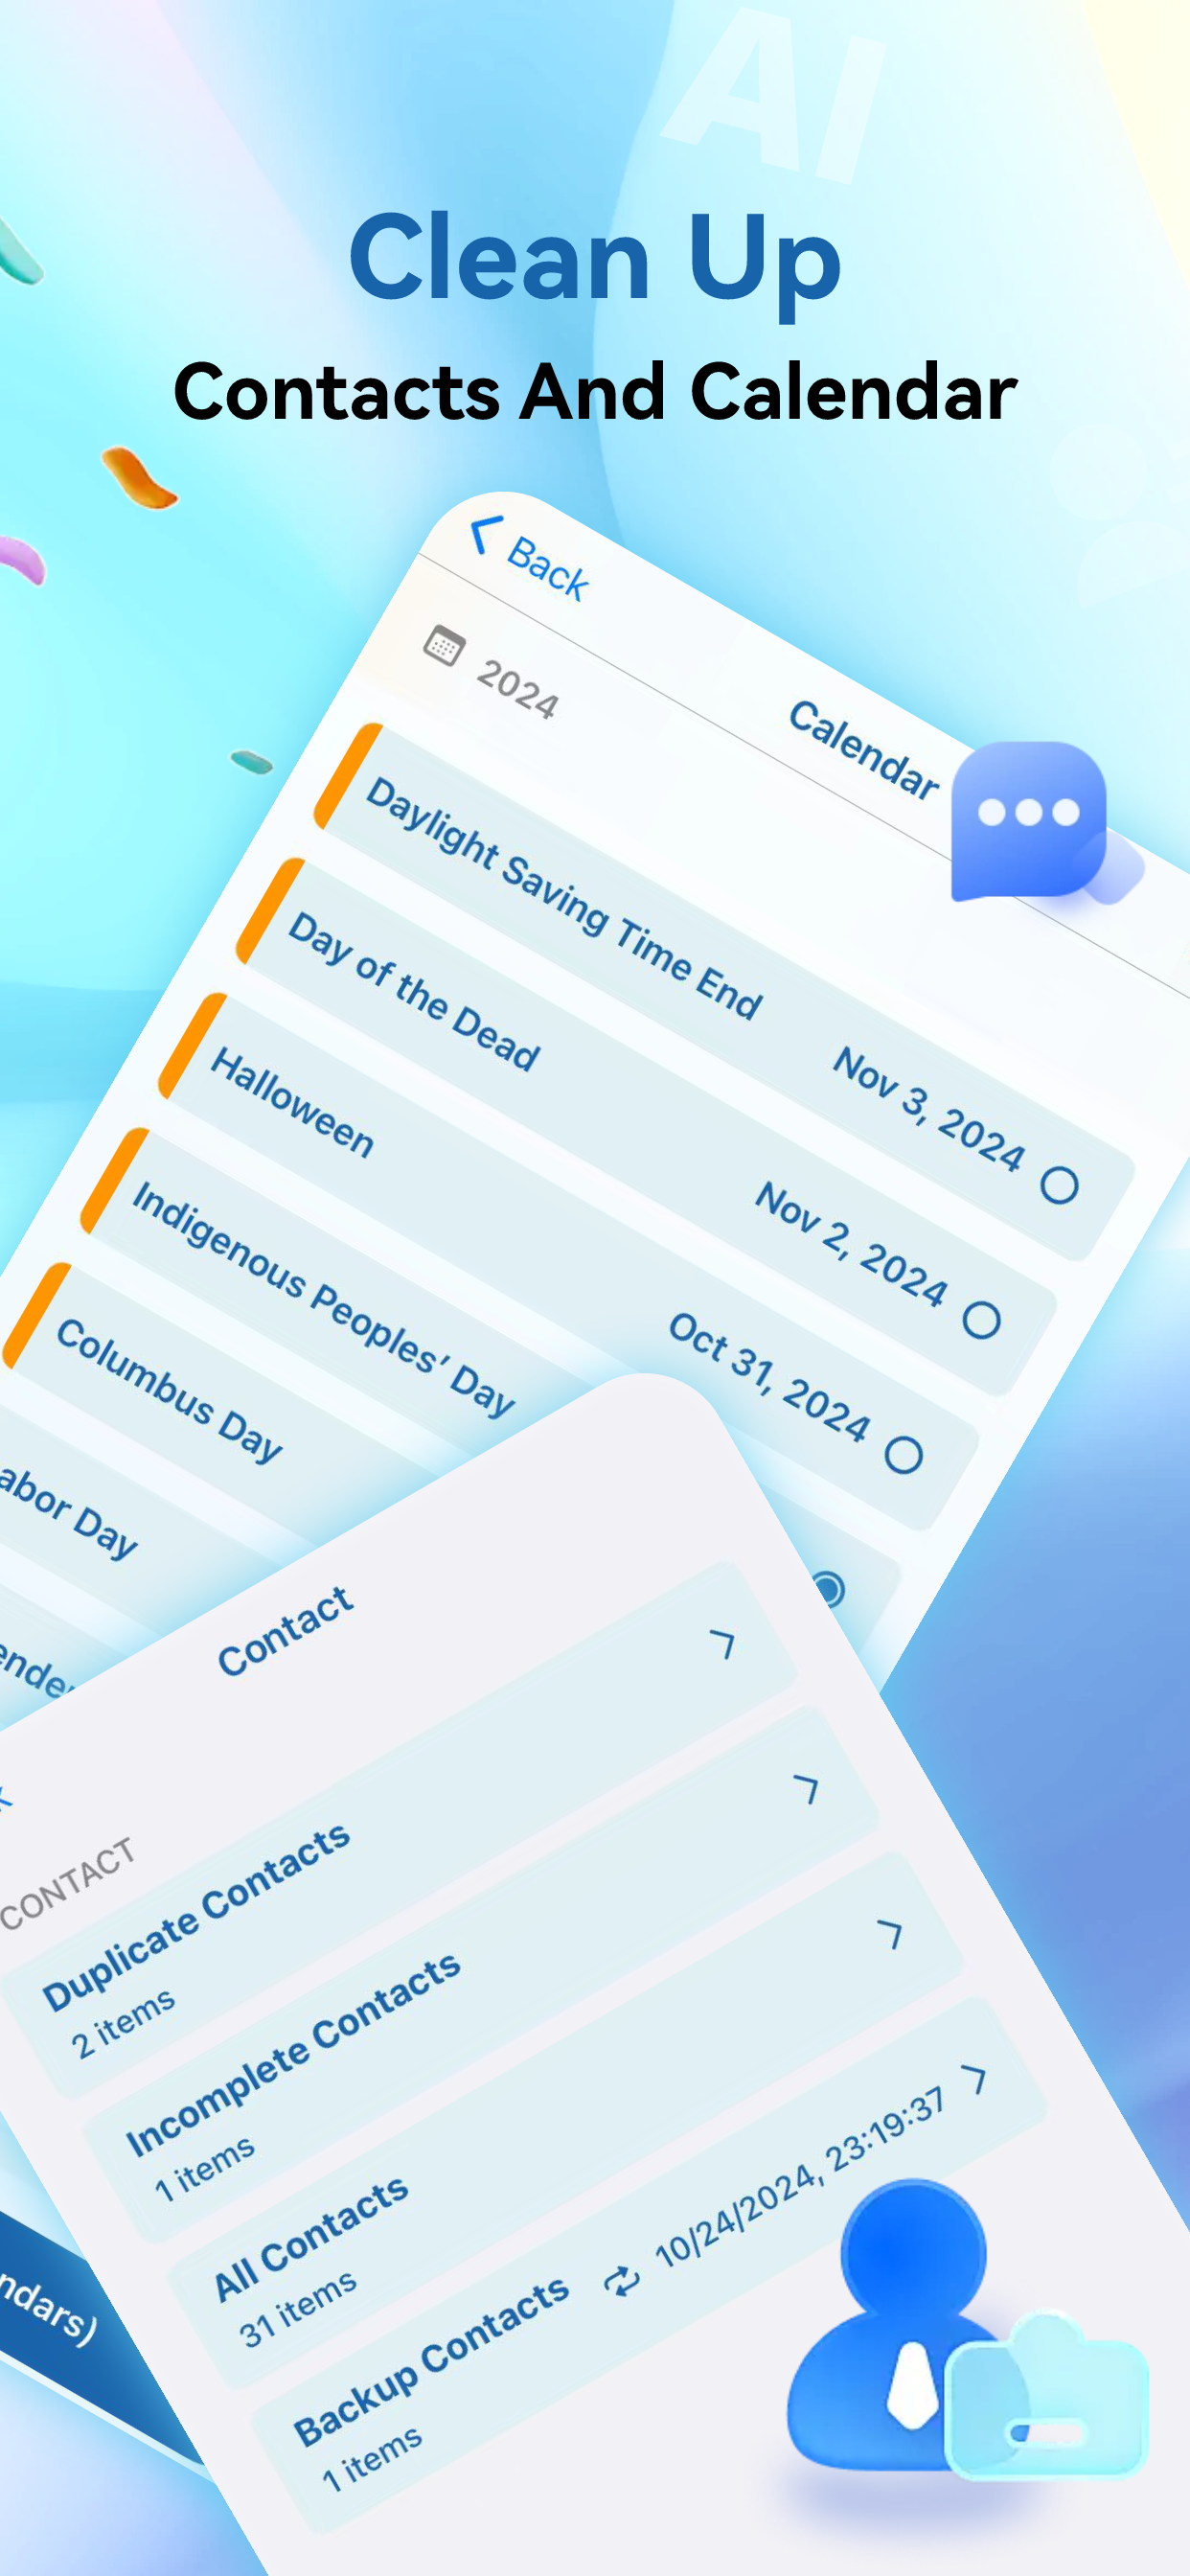 AI
Clean Up
Contacts And Calendar
Back
Calendar
2024
Daylight Saving Time End
Nov 3, 2024
Day of the Dead
Nov 2, 2024
Halloween
Oct 31, 2024
Indigenous Peoples’ Day
Columbus Day
abor Day
Contact
CONTACT
Duplicate Contacts
2 items
Incomplete Contacts
1 items
All Contacts
31 items
Backup Contacts
10/24/2024, 23:19:37
1 items
ndars)